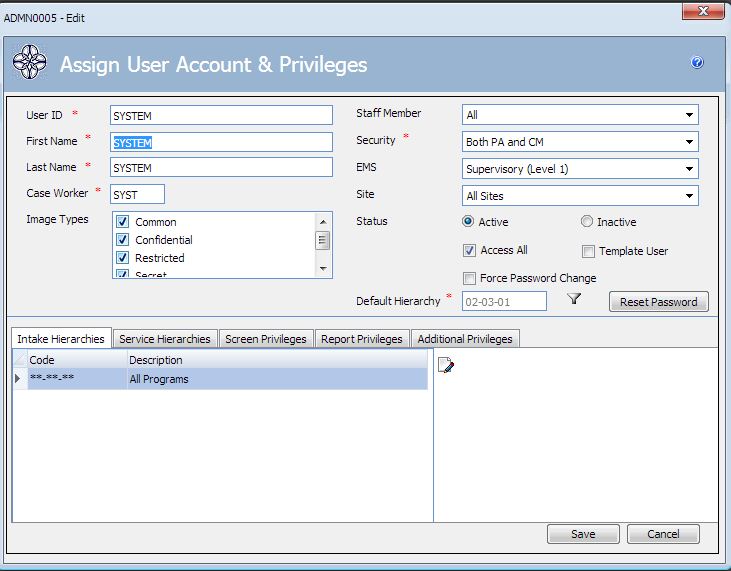 ADMN0005 - Edit
Assign User Account & Privileges
User ID * SYSTEM
First Name * SYSTEM
Last Name * SYSTEM
Case Worker * SYST
Image Types
Common
Confidential
Restricted
Secret
Staff Member All
Security * Both PA and CM
EMS Supervisory (Level 1)
Site All Sites
Status Active Inactive
Access All Template User
Force Password Change
Default Hierarchy * 02-03-01 Reset Password
Intake Hierarchies Service Hierarchies Screen Privileges Report Privileges Additional Privileges
Code Description
**-**-** All Programs
Save Cancel